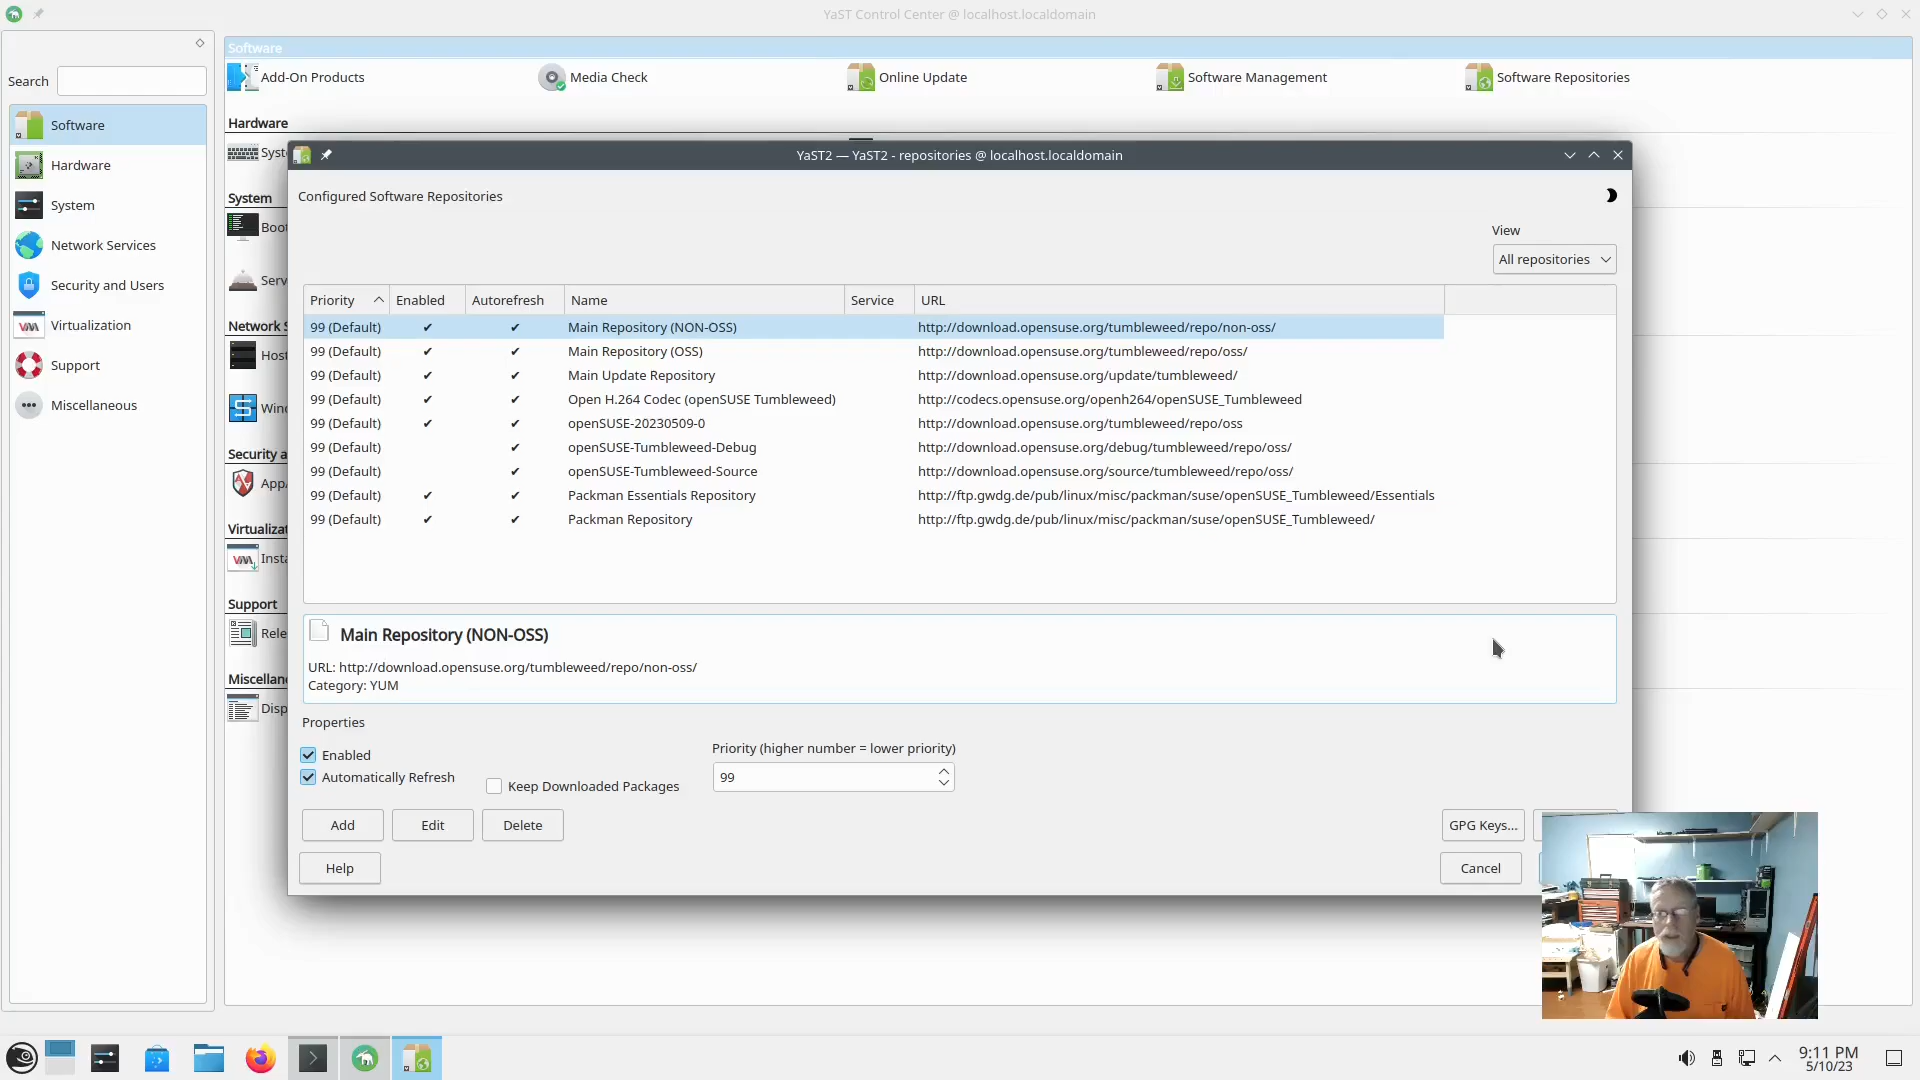 YaST Control Center @ localhost.localdomain
Search
Software
Hardware
System
Network Services
Security and Users
Virtualization
Support
Miscellaneous
Software
Add-On Products
Media Check
Online Update
Software Management
Software Repositories
Hardware
Syst
System
Boo
Serv
Network S
Host
Wind
Security a
App
Virtualizat
Insta
Support
Rele
Miscellan
Disp
YaST2 — YaST2 - repositories @ localhost.localdomain
Configured Software Repositories
View
All repositories
Priority Enabled Autorefresh Name Service URL
99 (Default) ✔ ✔ Main Repository (NON-OSS) http://download.opensuse.org/tumbleweed/repo/non-oss/
99 (Default) ✔ ✔ Main Repository (OSS) http://download.opensuse.org/tumbleweed/repo/oss/
99 (Default) ✔ ✔ Main Update Repository http://download.opensuse.org/update/tumbleweed/
99 (Default) ✔ ✔ Open H.264 Codec (openSUSE Tumbleweed) http://codecs.opensuse.org/openh264/openSUSE_Tumbleweed
99 (Default) ✔ ✔ openSUSE-20230509-0 http://download.opensuse.org/tumbleweed/repo/oss
99 (Default) ✔ openSUSE-Tumbleweed-Debug http://download.opensuse.org/debug/tumbleweed/repo/oss/
99 (Default) ✔ openSUSE-Tumbleweed-Source http://download.opensuse.org/source/tumbleweed/repo/oss/
99 (Default) ✔ ✔ Packman Essentials Repository http://ftp.gwdg.de/pub/linux/misc/packman/suse/openSUSE_Tumbleweed/Essentials
99 (Default) ✔ ✔ Packman Repository http://ftp.gwdg.de/pub/linux/misc/packman/suse/openSUSE_Tumbleweed/
Main Repository (NON-OSS)
URL: http://download.opensuse.org/tumbleweed/repo/non-oss/
Category: YUM
Properties
Enabled
Automatically Refresh
Keep Downloaded Packages
Priority (higher number = lower priority)
99
Add
Edit
Delete
GPG Keys...
Help
Cancel
9:11 PM
5/10/23